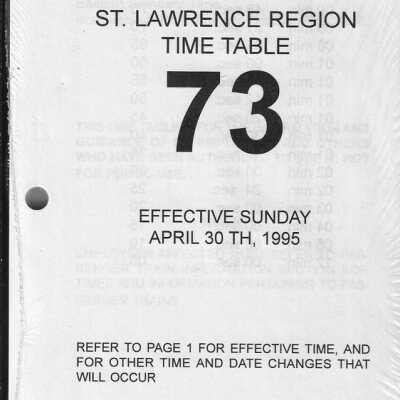 ST. LAWRENCE REGION
TIME TABLE
73
EFFECTIVE SUNDAY
APRIL 30 TH, 1995
REFER TO PAGE 1 FOR EFFECTIVE TIME, AND
FOR OTHER TIME AND DATE CHANGES THAT
WILL OCCUR